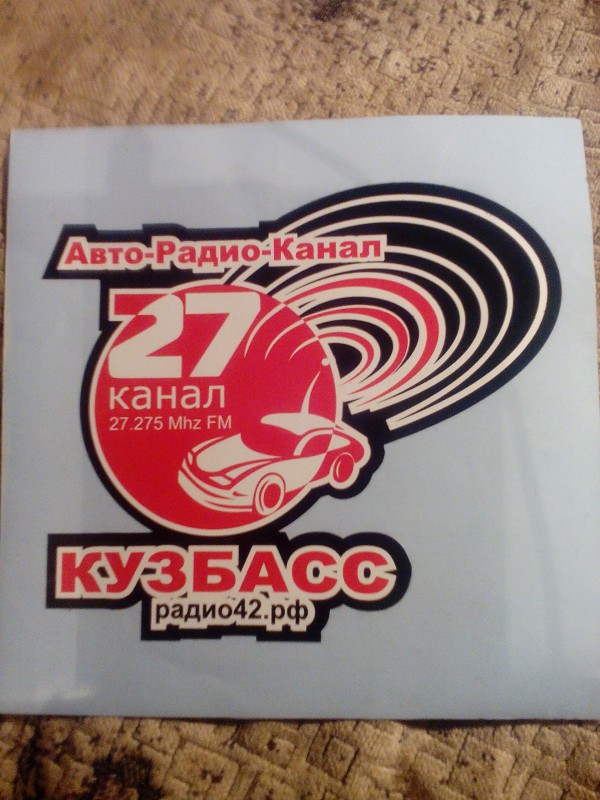 Авто-Радио-Канал
27
канал
27.275 Mhz FM
КУЗБАСС
радио42.рф